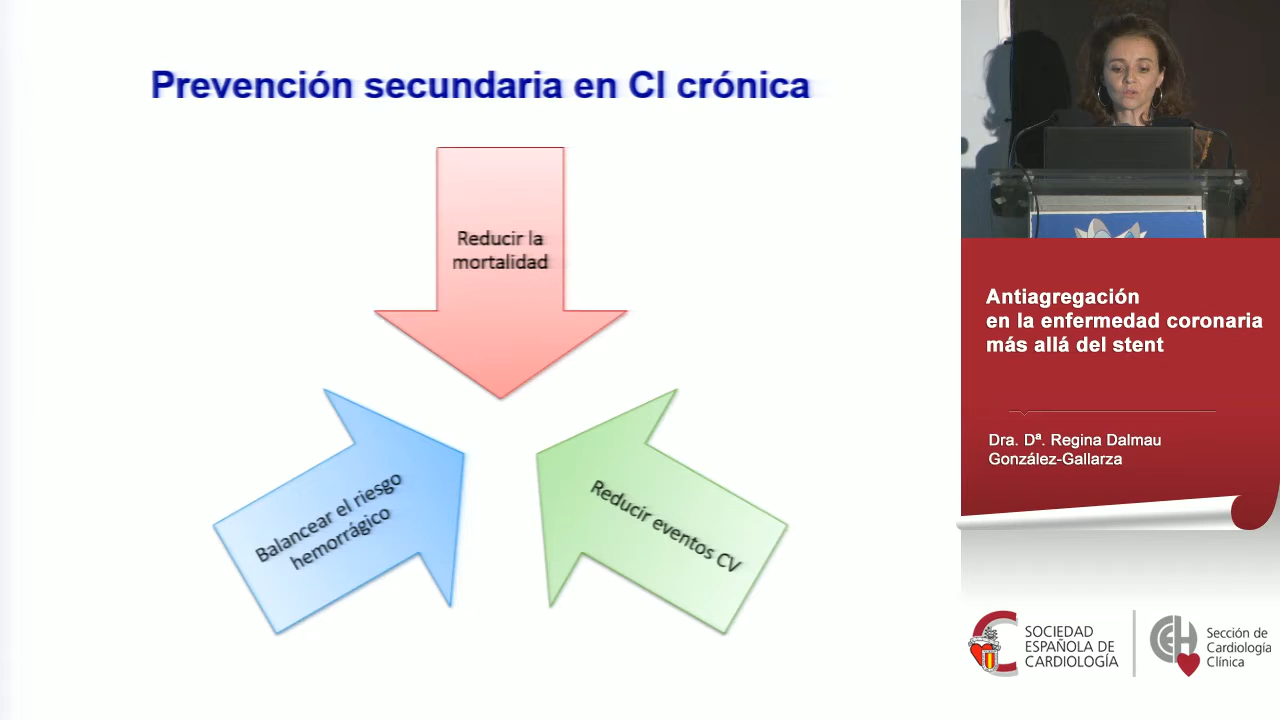 Prevención secundaria en CI crónica
Reducir la
mortalidad
Balancear el riesgo
hemorrágico
Reducir eventos CV
Antiagregación
en la enfermedad coronaria
más allá del stent
Dra. Dª. Regina Dalmau
González-Gallarza
SOCIEDAD
ESPAÑOLA DE
CARDIOLOGÍA
Sección de
Cardiología
Clínica